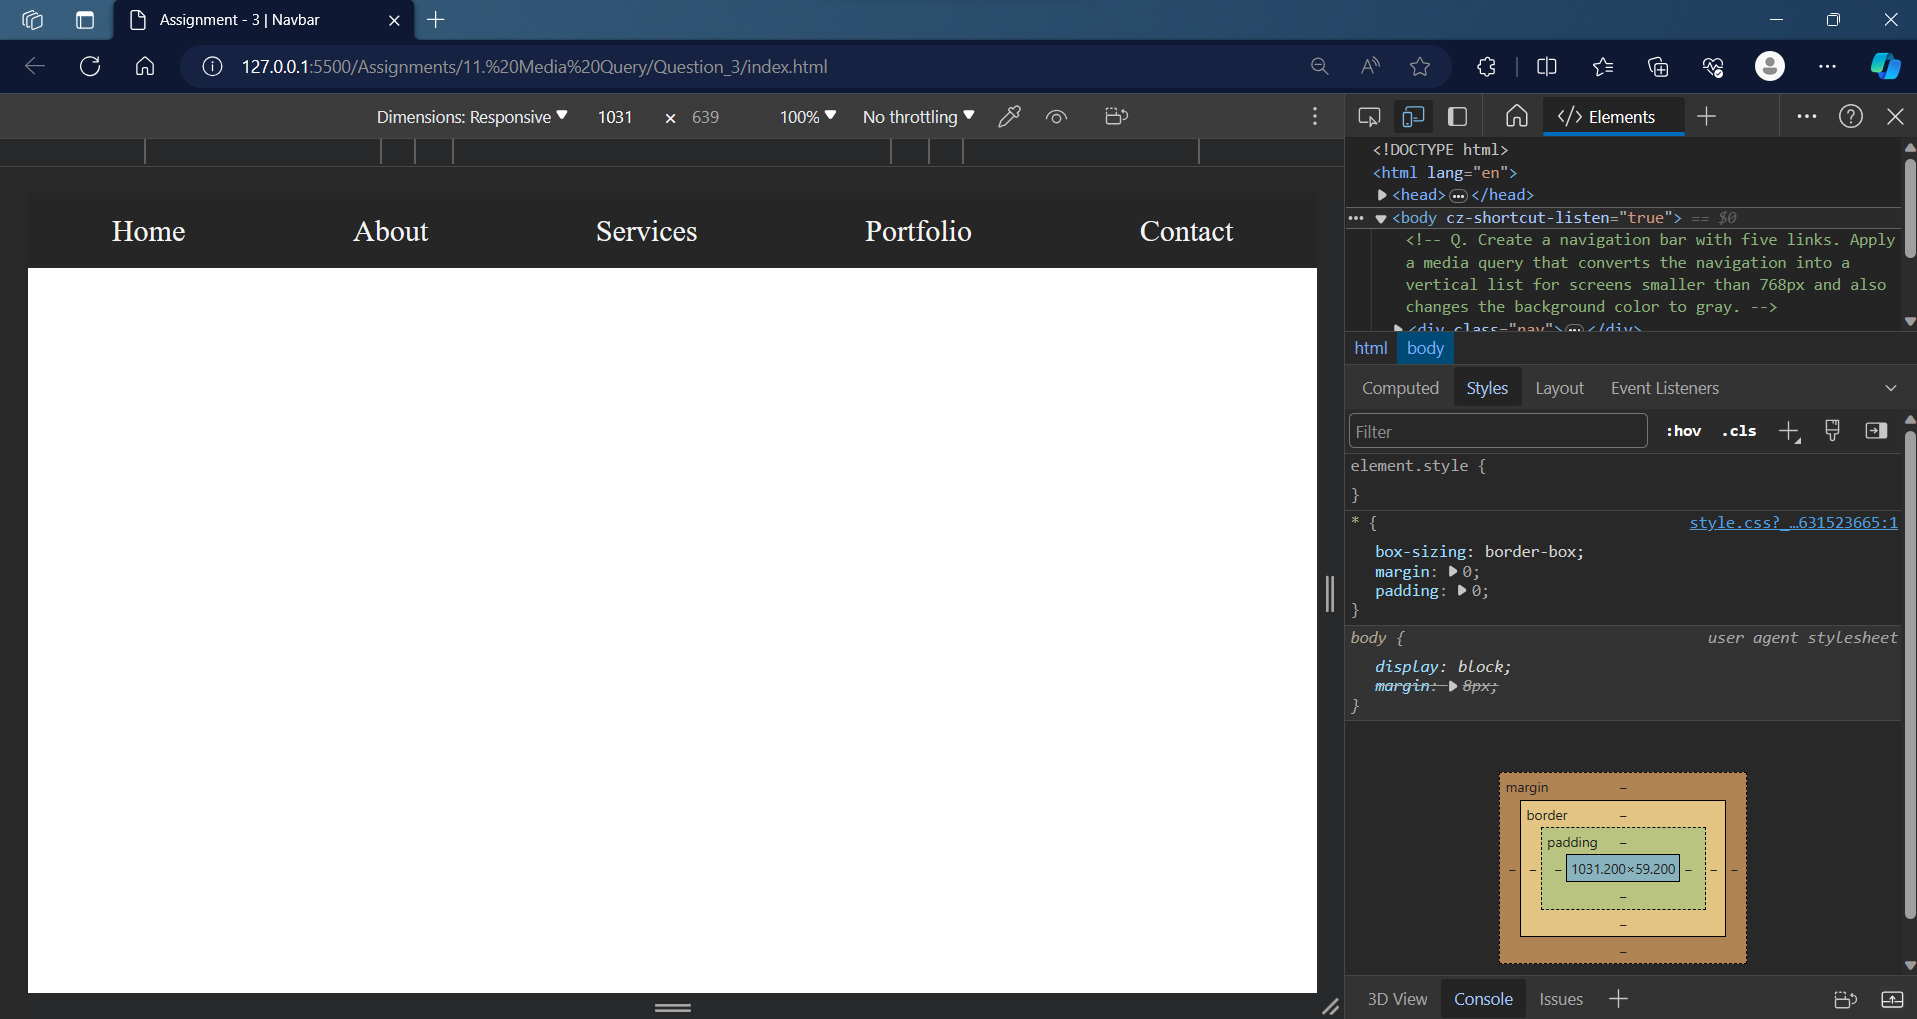 Assignment - 3 | Navbar
127.0.0.1:5500/Assignments/11.%20Media%20Query/Question_3/index.html
Dimensions: Responsive 1031 × 639 100% No throttling
Elements
<!DOCTYPE html>
<html lang="en">
<head> ••• </head>
••• <body cz-shortcut-listen="true"> == $0
<!-- Q. Create a navigation bar with five links. Apply
a media query that converts the navigation into a
vertical list for screens smaller than 768px and also
changes the background color to gray. -->
<div class="nav"> ••• </div>
html body
Home About Services Portfolio Contact
Computed Styles Layout Event Listeners
Filter :hov .cls
element.style {
}
* { style.css?_…631523665:1
box-sizing: border-box;
margin: 0;
padding: 0;
}
body { user agent stylesheet
display: block;
margin: 8px;
}
margin –
border –
padding –
– – – 1031.200×59.200 – – –
–
–
–
3D View Console Issues